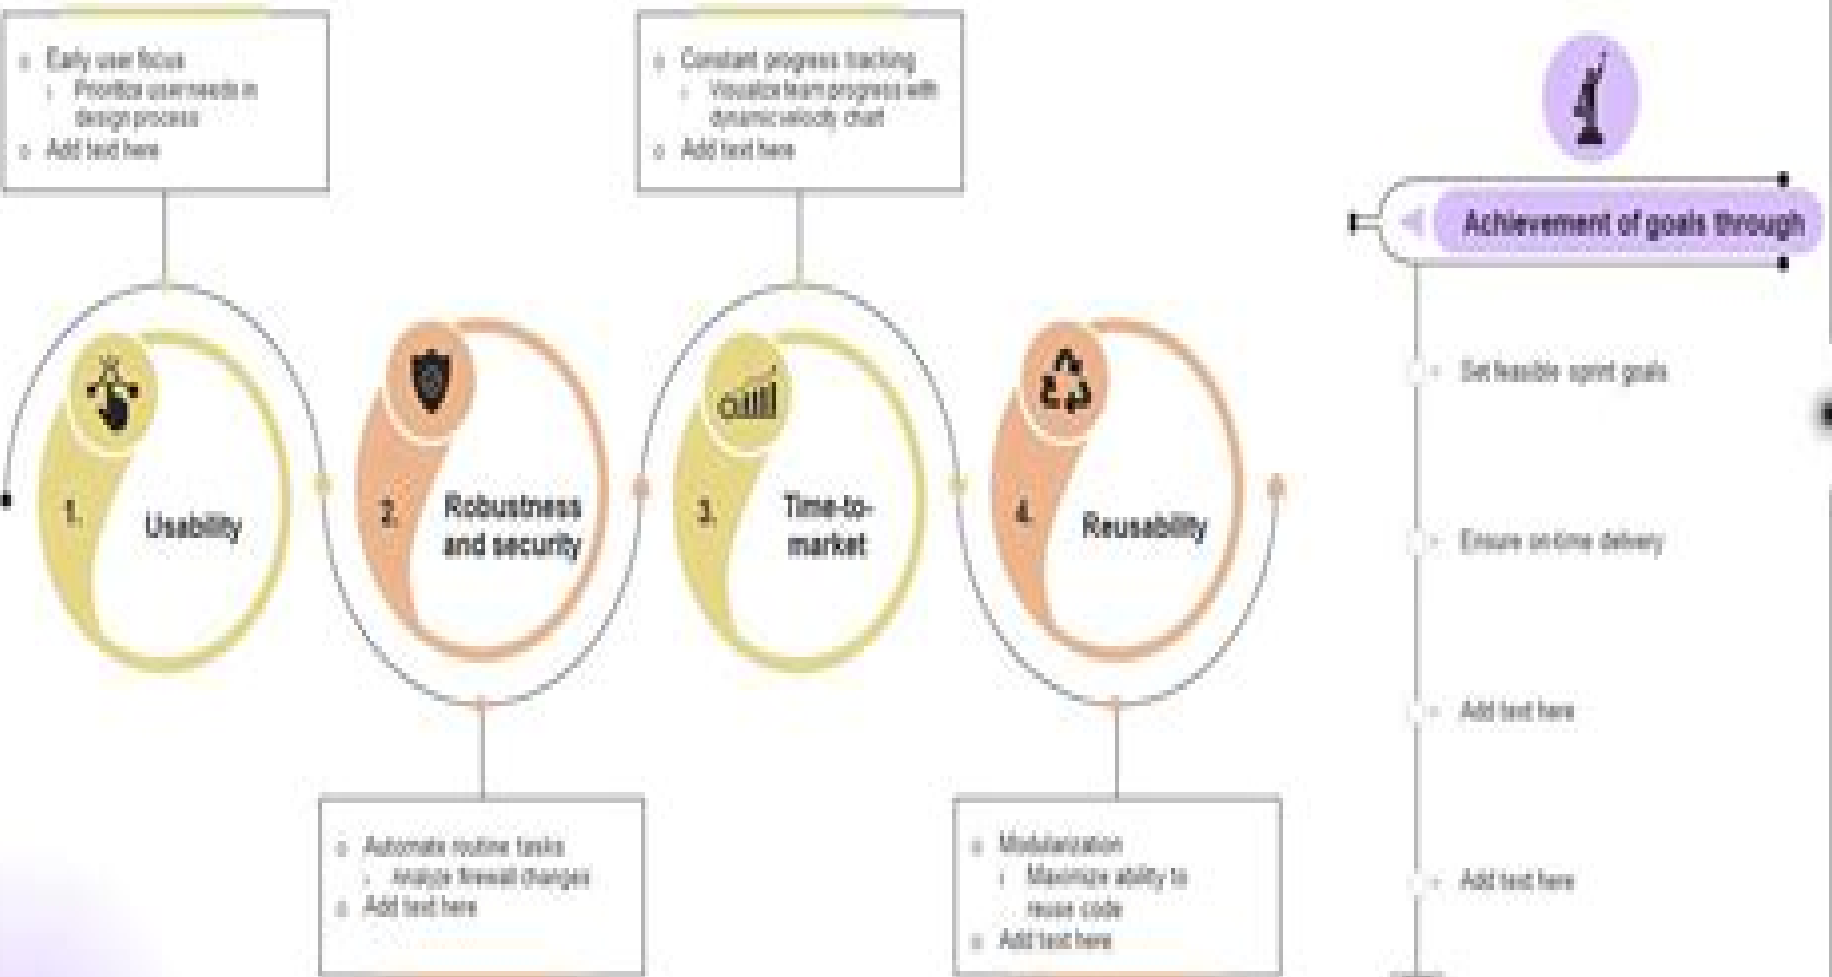 Early user focus
Prioritize user needs in
design process
Add text here
Constant progress tracking
Visualize team progress with
dynamic velocity chart
Add text here
Achievement of goals through
Set feasible sprint goals
Ensure on-time delivery
Add text here
Add text here
1.
Usability
2.
Robustness
and security
3.
Time-to-
market
4.
Reusability
Automate routine tasks
Analyze firewall changes
Add text here
Modularization
Maximize ability to
reuse code
Add text here